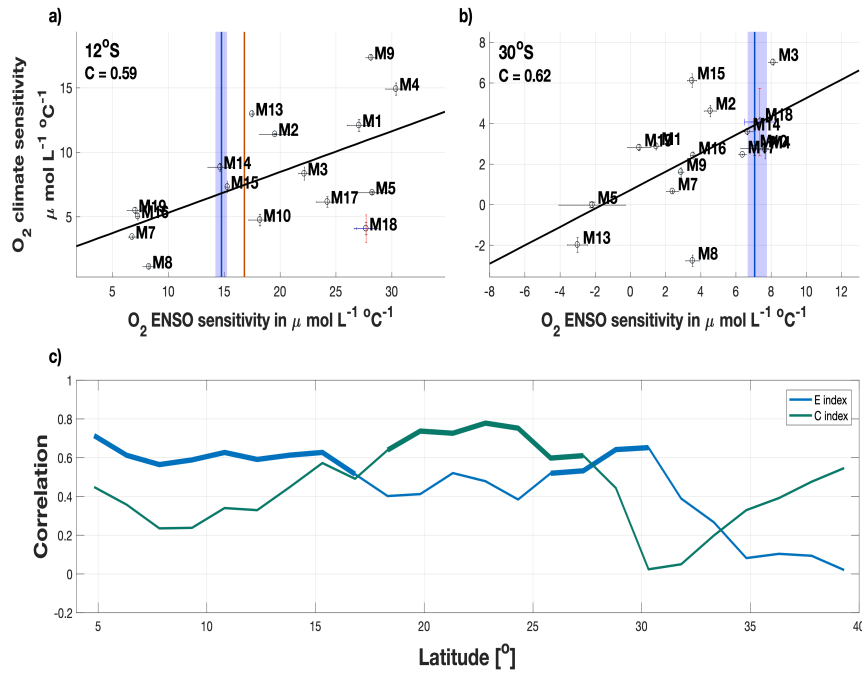 a)
12°S
C = 0.59
M9
M4
M13
M1
M2
M14
M3
M15
M5
M19
M17
M16
M10
M18
M7
M8
15
10
5
5
10
15
20
25
30
O2 climate sensitivity
μ mol L-1 oC-1
O2 ENSO sensitivity in μ mol L-1 oC-1
b)
30°S
C = 0.62
M3
M15
M2
M18
M14
M1
M16
M4
M9
M7
M5
M13
M8
8
6
4
2
0
-2
-8
-6
-4
-2
0
2
4
6
8
10
12
O2 ENSO sensitivity in μ mol L-1 oC-1
c)
1
0.8
0.6
0.4
0.2
0
-0.2
Correlation
E index
C index
5
10
15
20
25
30
35
40
Latitude [o]